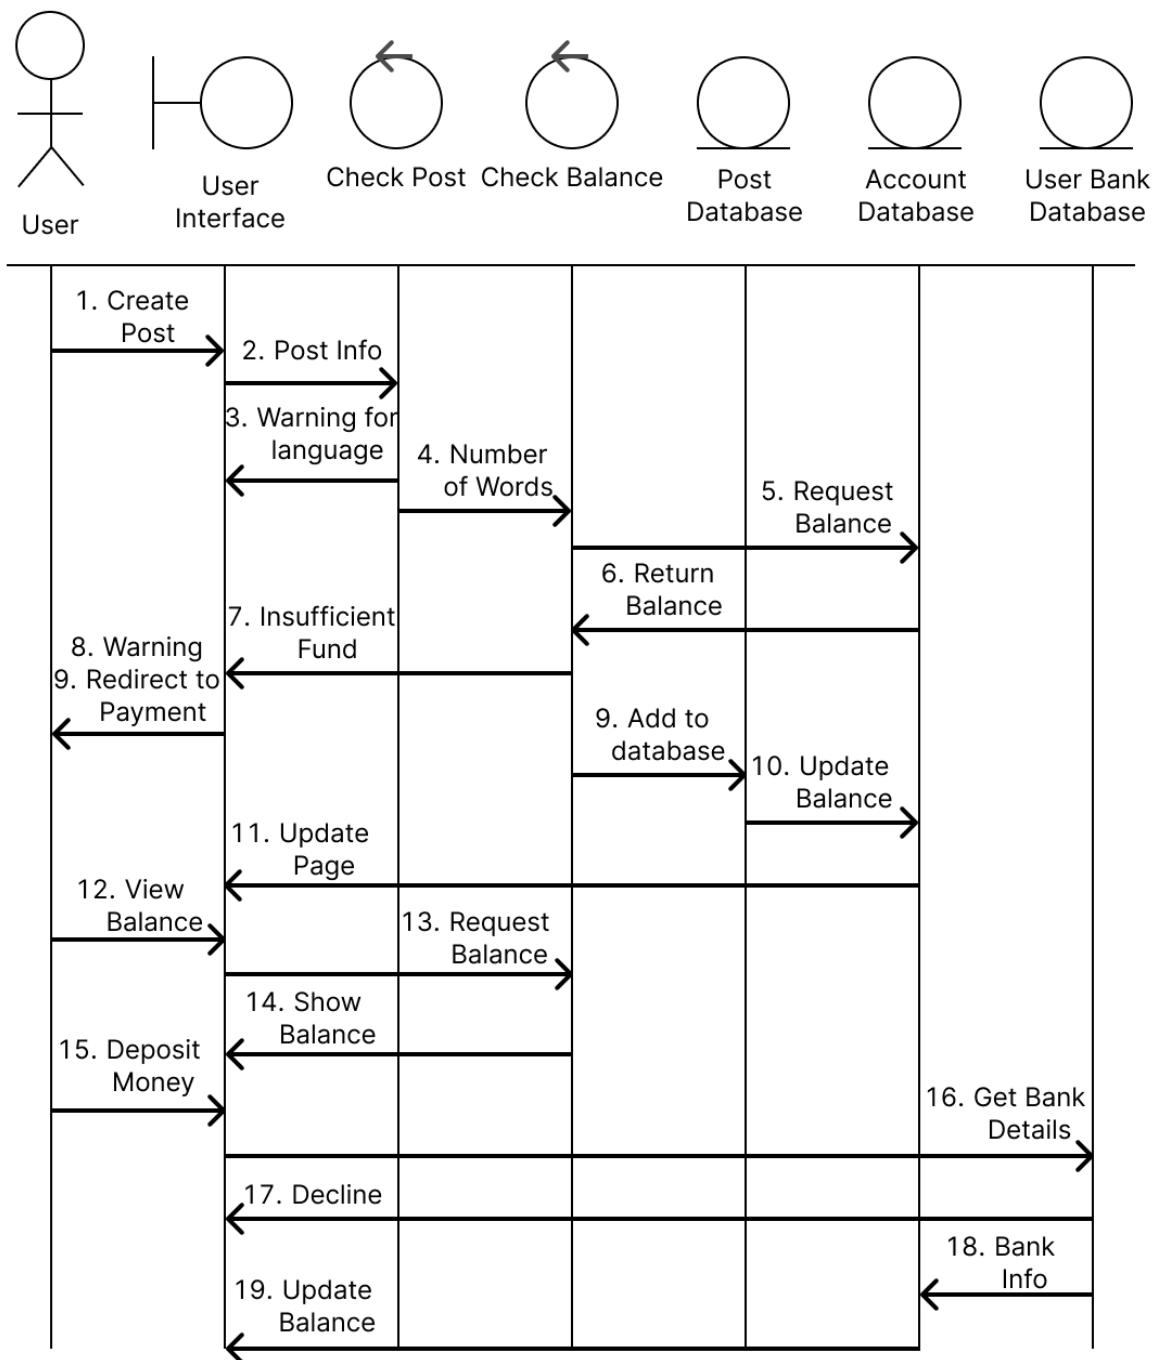 User
User
Interface
Check Post
Check Balance
Post
Database
Account
Database
User Bank
Database
1. Create
Post
2. Post Info
3. Warning for
language
4. Number
of Words
5. Request
Balance
6. Return
Balance
7. Insufficient
Fund
8. Warning
9. Redirect to
Payment
9. Add to
database
10. Update
Balance
11. Update
Page
12. View
Balance
13. Request
Balance
14. Show
Balance
15. Deposit
Money
16. Get Bank
Details
17. Decline
18. Bank
Info
19. Update
Balance